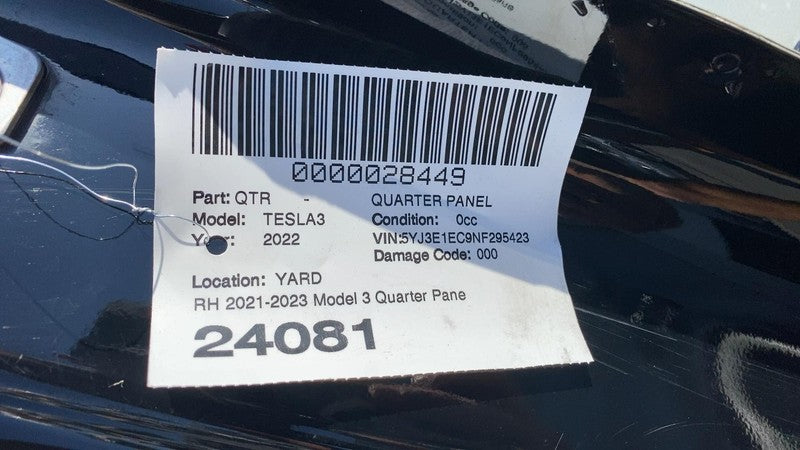 0000028449
Part: QTR - QUARTER PANEL
Model: TESLA3 Condition: 0cc
Year: 2022 VIN:5YJ3E1EC9NF295423
Damage Code: 000
Location: YARD
RH 2021-2023 Model 3 Quarter Pane
24081